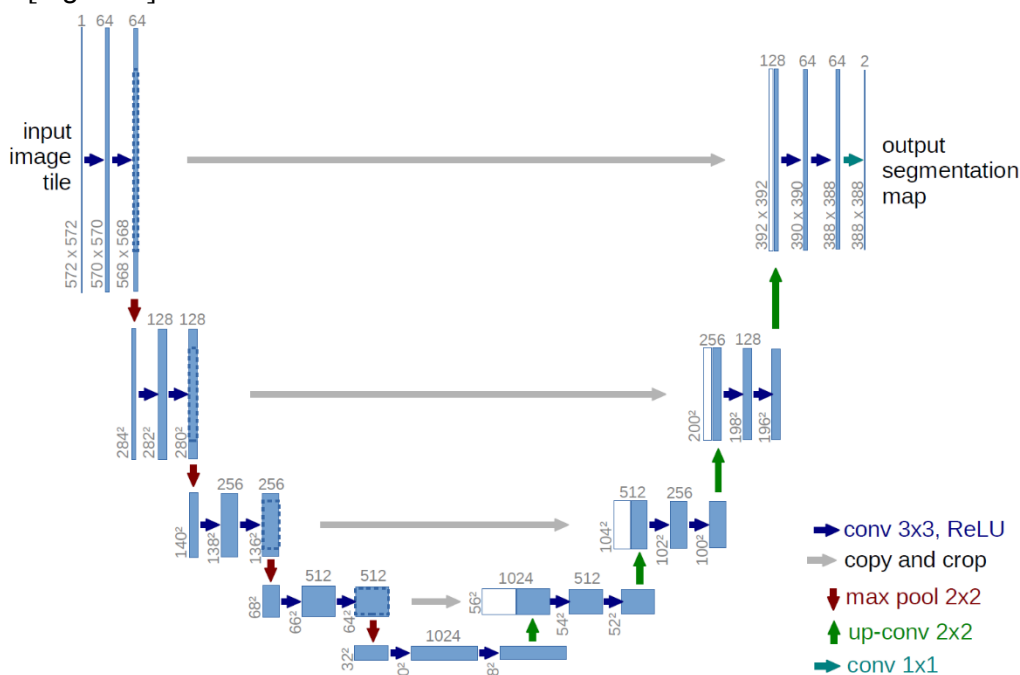 1 64 64
128
64 64 2
input
image
tile
572 x 572
570 x 570
568 x 568
392 x 392
390 x 390
388 x 388
388 x 388
output
segmentation
map
128 128
284²
282²
280²
256 128
200²
198²
196²
256 256
140²
138²
136²
512 256
104²
102²
100²
512 512
68²
66²
64²
1024 512
56²
54²
52²
1024
32²
conv 3x3, ReLU
copy and crop
max pool 2x2
up-conv 2x2
conv 1x1